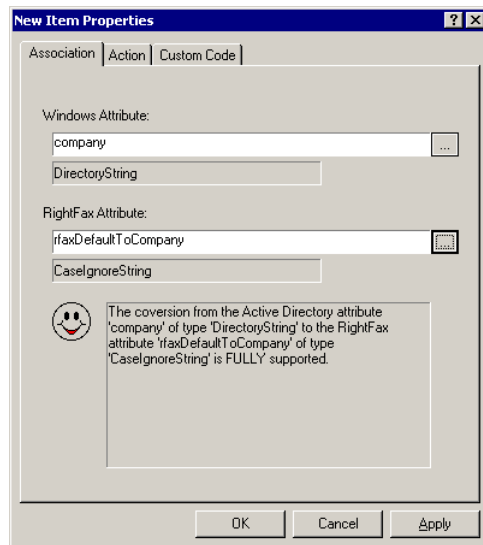 New Item Properties
? X
Association Action Custom Code
Windows Attribute:
company
...
DirectoryString
RightFax Attribute:
rfaxDefaultToCompany
...
CaseIgnoreString
The coversion from the Active Directory attribute
'company' of type 'DirectoryString' to the RightFax
attribute 'rfaxDefaultToCompany' of type
'CaseIgnoreString' is FULLY supported.
OK Cancel Apply